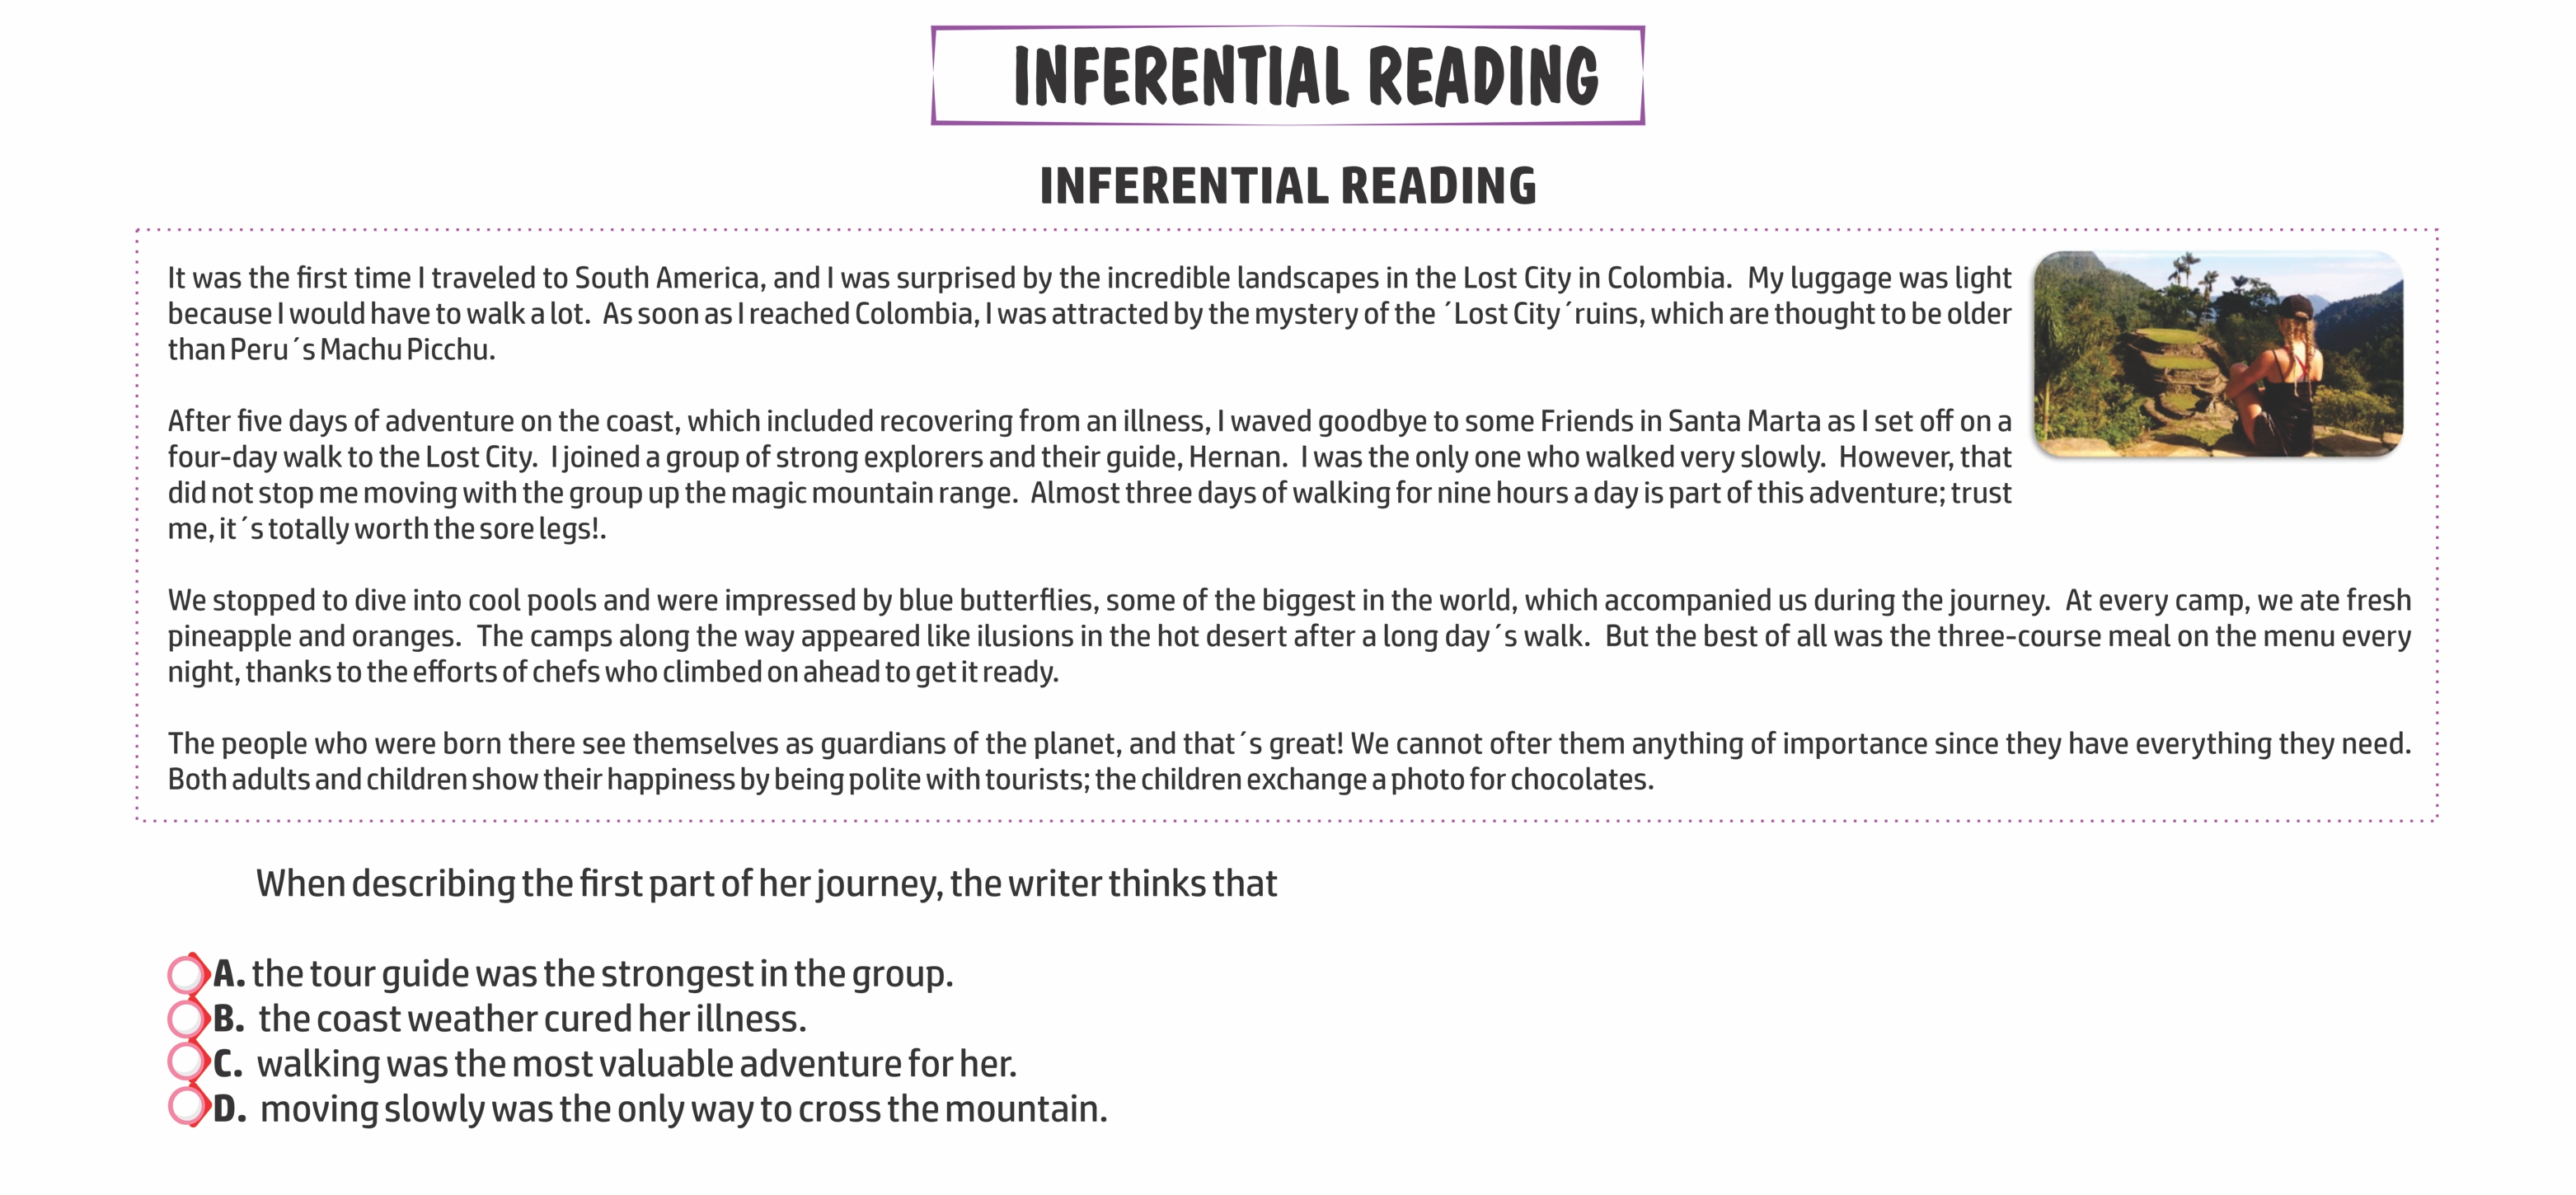 INFERENTIAL READING
INFERENTIAL READING
It was the first time I traveled to South America, and I was surprised by the incredible landscapes in the Lost City in Colombia. My luggage was light
because I would have to walk a lot. As soon as I reached Colombia, I was attracted by the mystery of the ´Lost City´ruins, which are thought to be older
than Peru´s Machu Picchu.
After five days of adventure on the coast, which included recovering from an illness, I waved goodbye to some Friends in Santa Marta as I set off on a
four-day walk to the Lost City. I joined a group of strong explorers and their guide, Hernan. I was the only one who walked very slowly. However, that
did not stop me moving with the group up the magic mountain range. Almost three days of walking for nine hours a day is part of this adventure; trust
me, it´s totally worth the sore legs!.
We stopped to dive into cool pools and were impressed by blue butterflies, some of the biggest in the world, which accompanied us during the journey. At every camp, we ate fresh
pineapple and oranges. The camps along the way appeared like ilusions in the hot desert after a long day´s walk. But the best of all was the three-course meal on the menu every
night, thanks to the efforts of chefs who climbed on ahead to get it ready.
The people who were born there see themselves as guardians of the planet, and that´s great! We cannot ofter them anything of importance since they have everything they need.
Both adults and children show their happiness by being polite with tourists; the children exchange a photo for chocolates.
When describing the first part of her journey, the writer thinks that
A. the tour guide was the strongest in the group.
B. the coast weather cured her illness.
C. walking was the most valuable adventure for her.
D. moving slowly was the only way to cross the mountain.